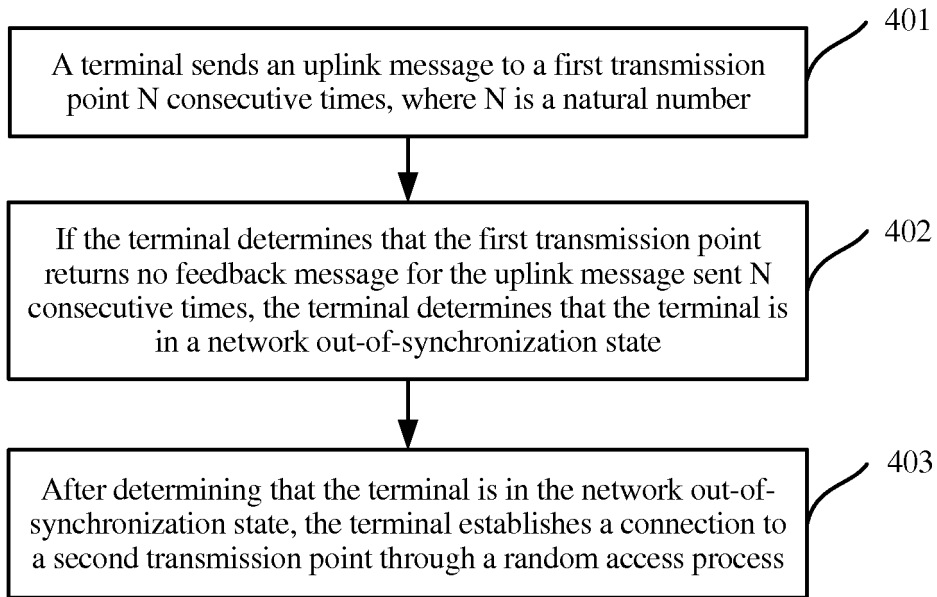 401
A terminal sends an uplink message to a first transmission
point N consecutive times, where N is a natural number
402
If the terminal determines that the first transmission point
returns no feedback message for the uplink message sent N
consecutive times, the terminal determines that the terminal is
in a network out-of-synchronization state
403
After determining that the terminal is in the network out-of-
synchronization state, the terminal establishes a connection to
a second transmission point through a random access process